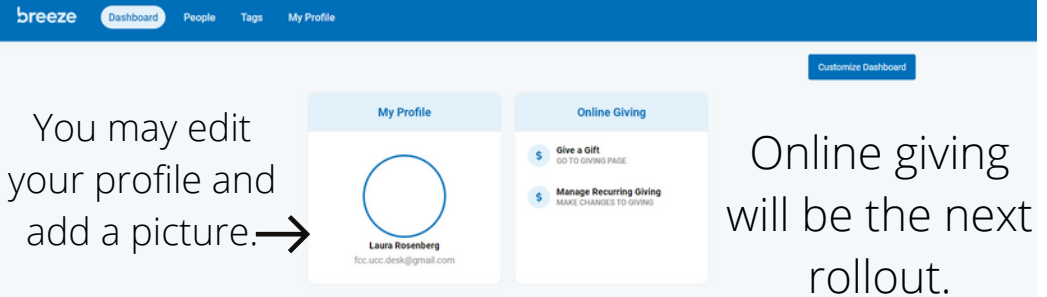 breeze Dashboard People Tags My Profile
Customize Dashboard
You may edit
your profile and
add a picture.
My Profile
Laura Rosenberg
fcc.ucc.desk@gmail.com
Online Giving
$ Give a Gift
GO TO GIVING PAGE
$ Manage Recurring Giving
MAKE CHANGES TO GIVING
Online giving
will be the next
rollout.